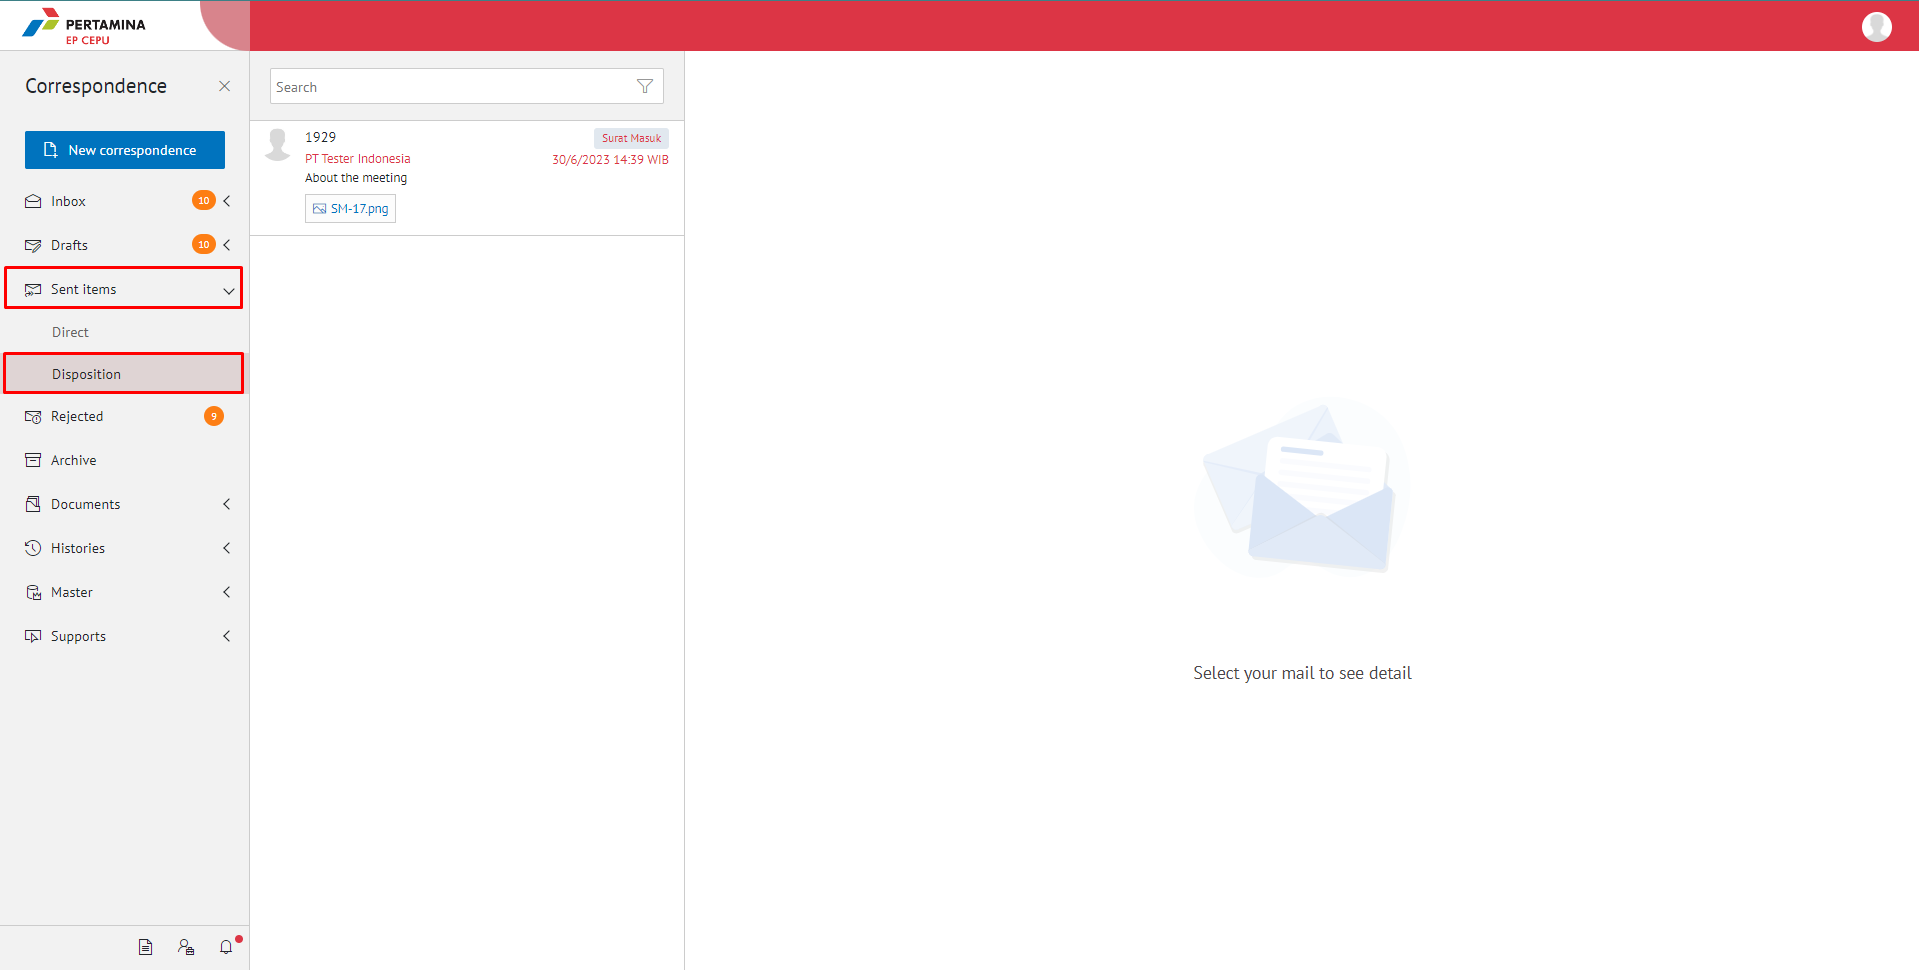 PERTAMINA
EP CEPU
Correspondence
New correspondence
Inbox 10
Drafts 10
Sent items
Direct
Disposition
Rejected 9
Archive
Documents
Histories
Master
Supports
Search
1929 Surat Masuk
PT Tester Indonesia 30/6/2023 14:39 WIB
About the meeting
SM-17.png
Select your mail to see detail